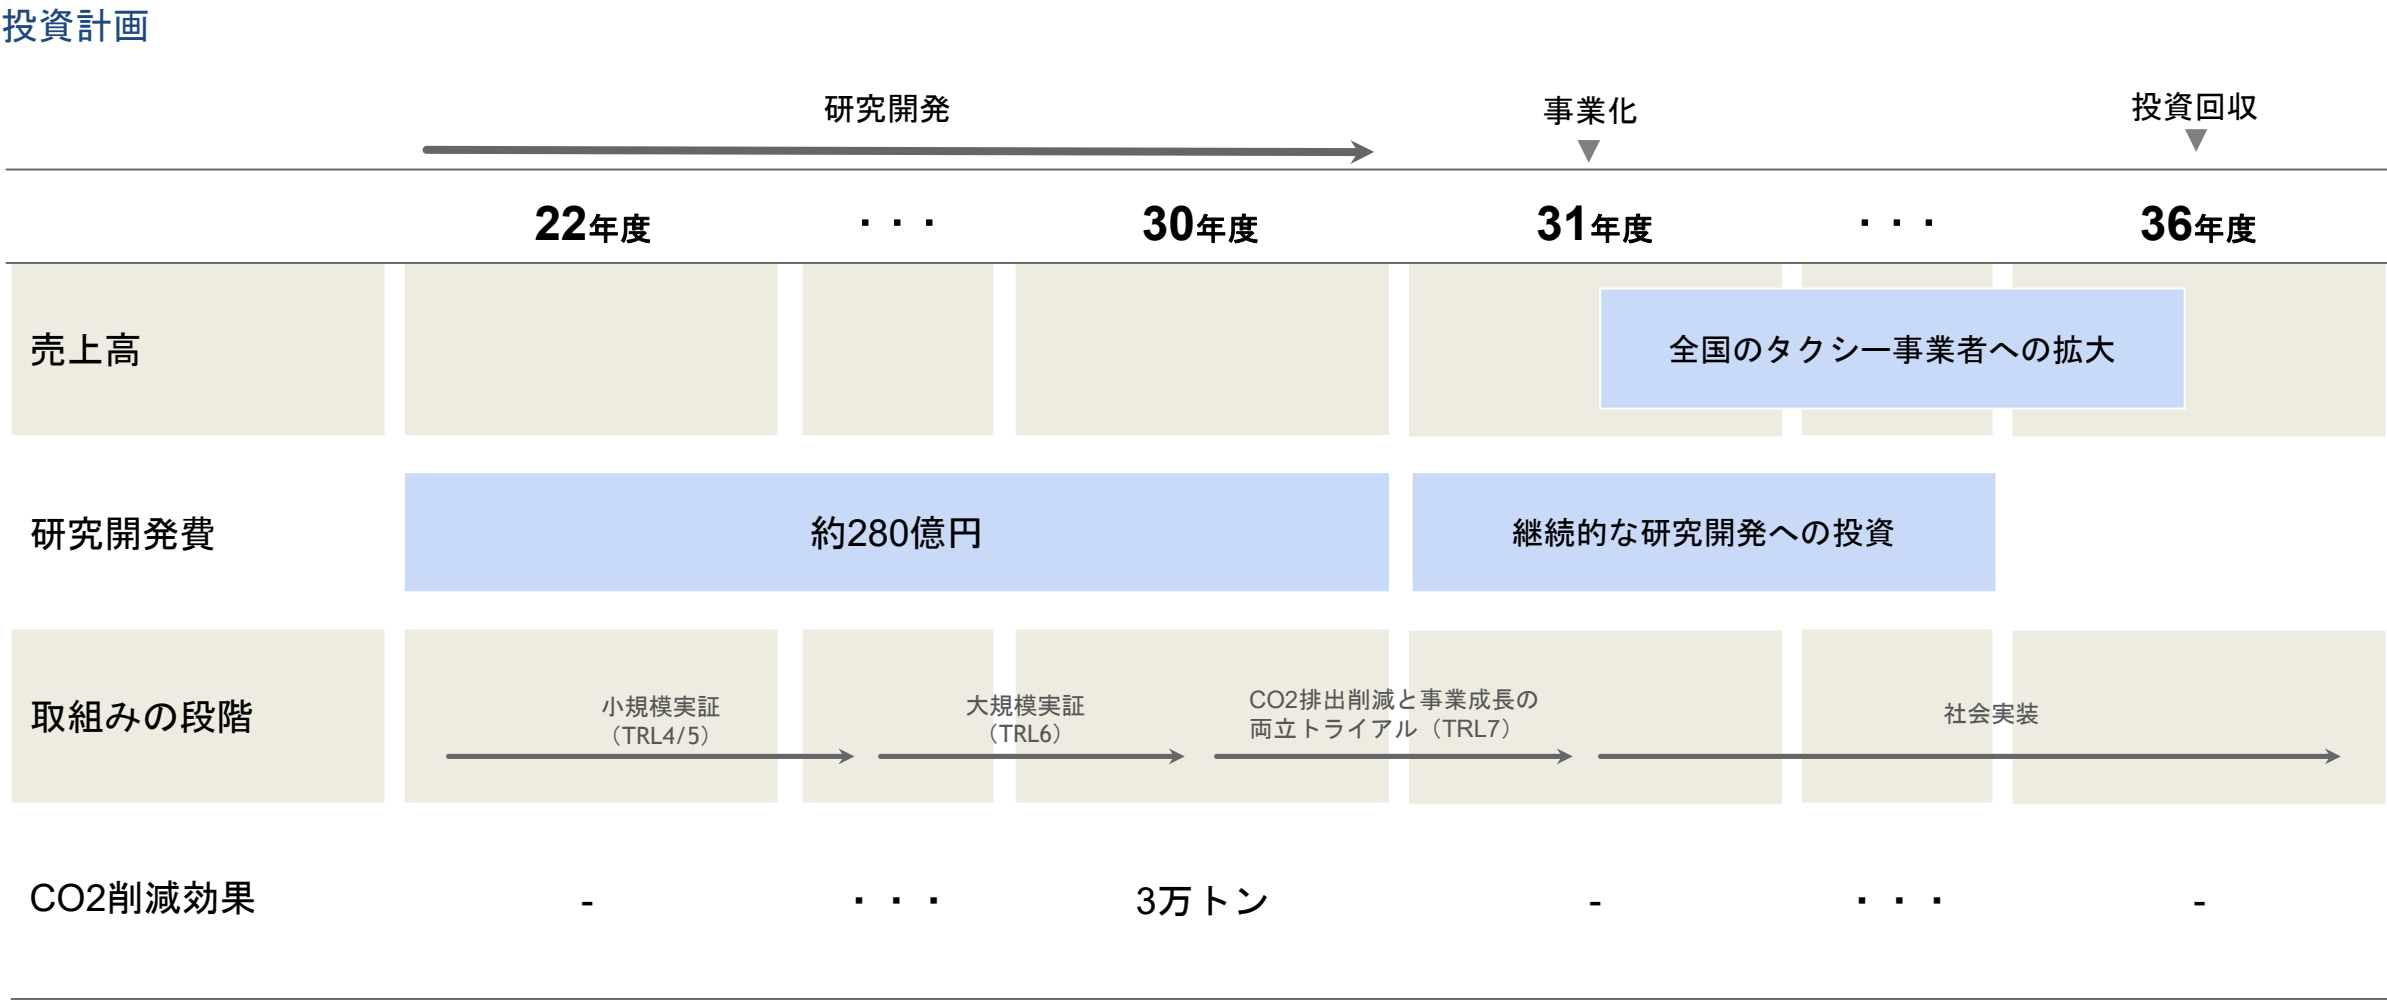 投資計画
研究開発
事業化
投資回収
22年度 ・・・ 30年度 31年度 ・・・ 36年度
売上高
全国のタクシー事業者への拡大
研究開発費
約280億円
継続的な研究開発への投資
取組みの段階
小規模実証
（TRL4/5）
大規模実証
（TRL6）
CO2排出削減と事業成長の
両立トライアル（TRL7）
社会実装
CO2削減効果
- ・・・ 3万トン - ・・・ -